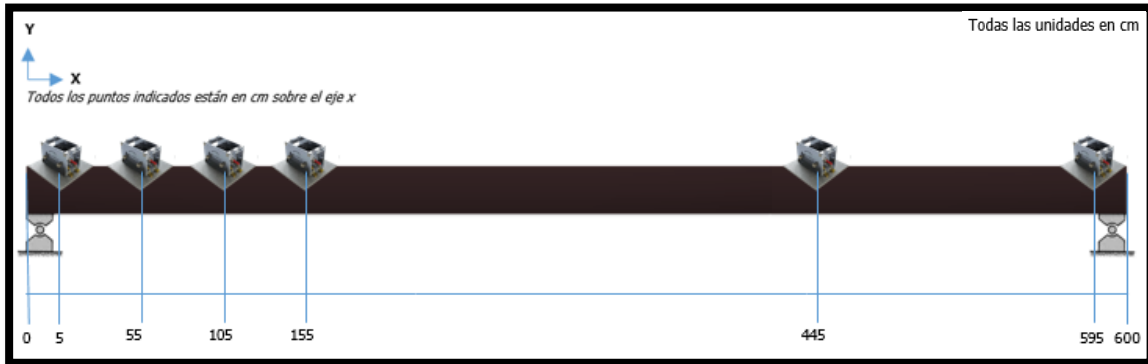 Todas las unidades en cm
Y
X
Todos los puntos indicados están en cm sobre el eje x
0 5 55 105 155 445 595 600